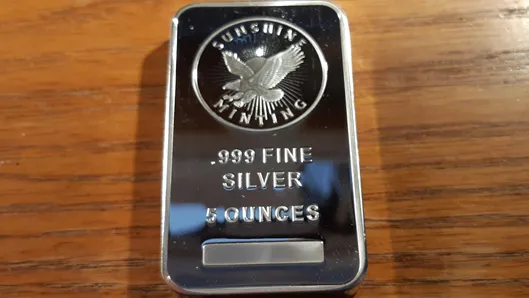 SUNSHINE
MINTING
.999 FINE
SILVER
5 OUNCES